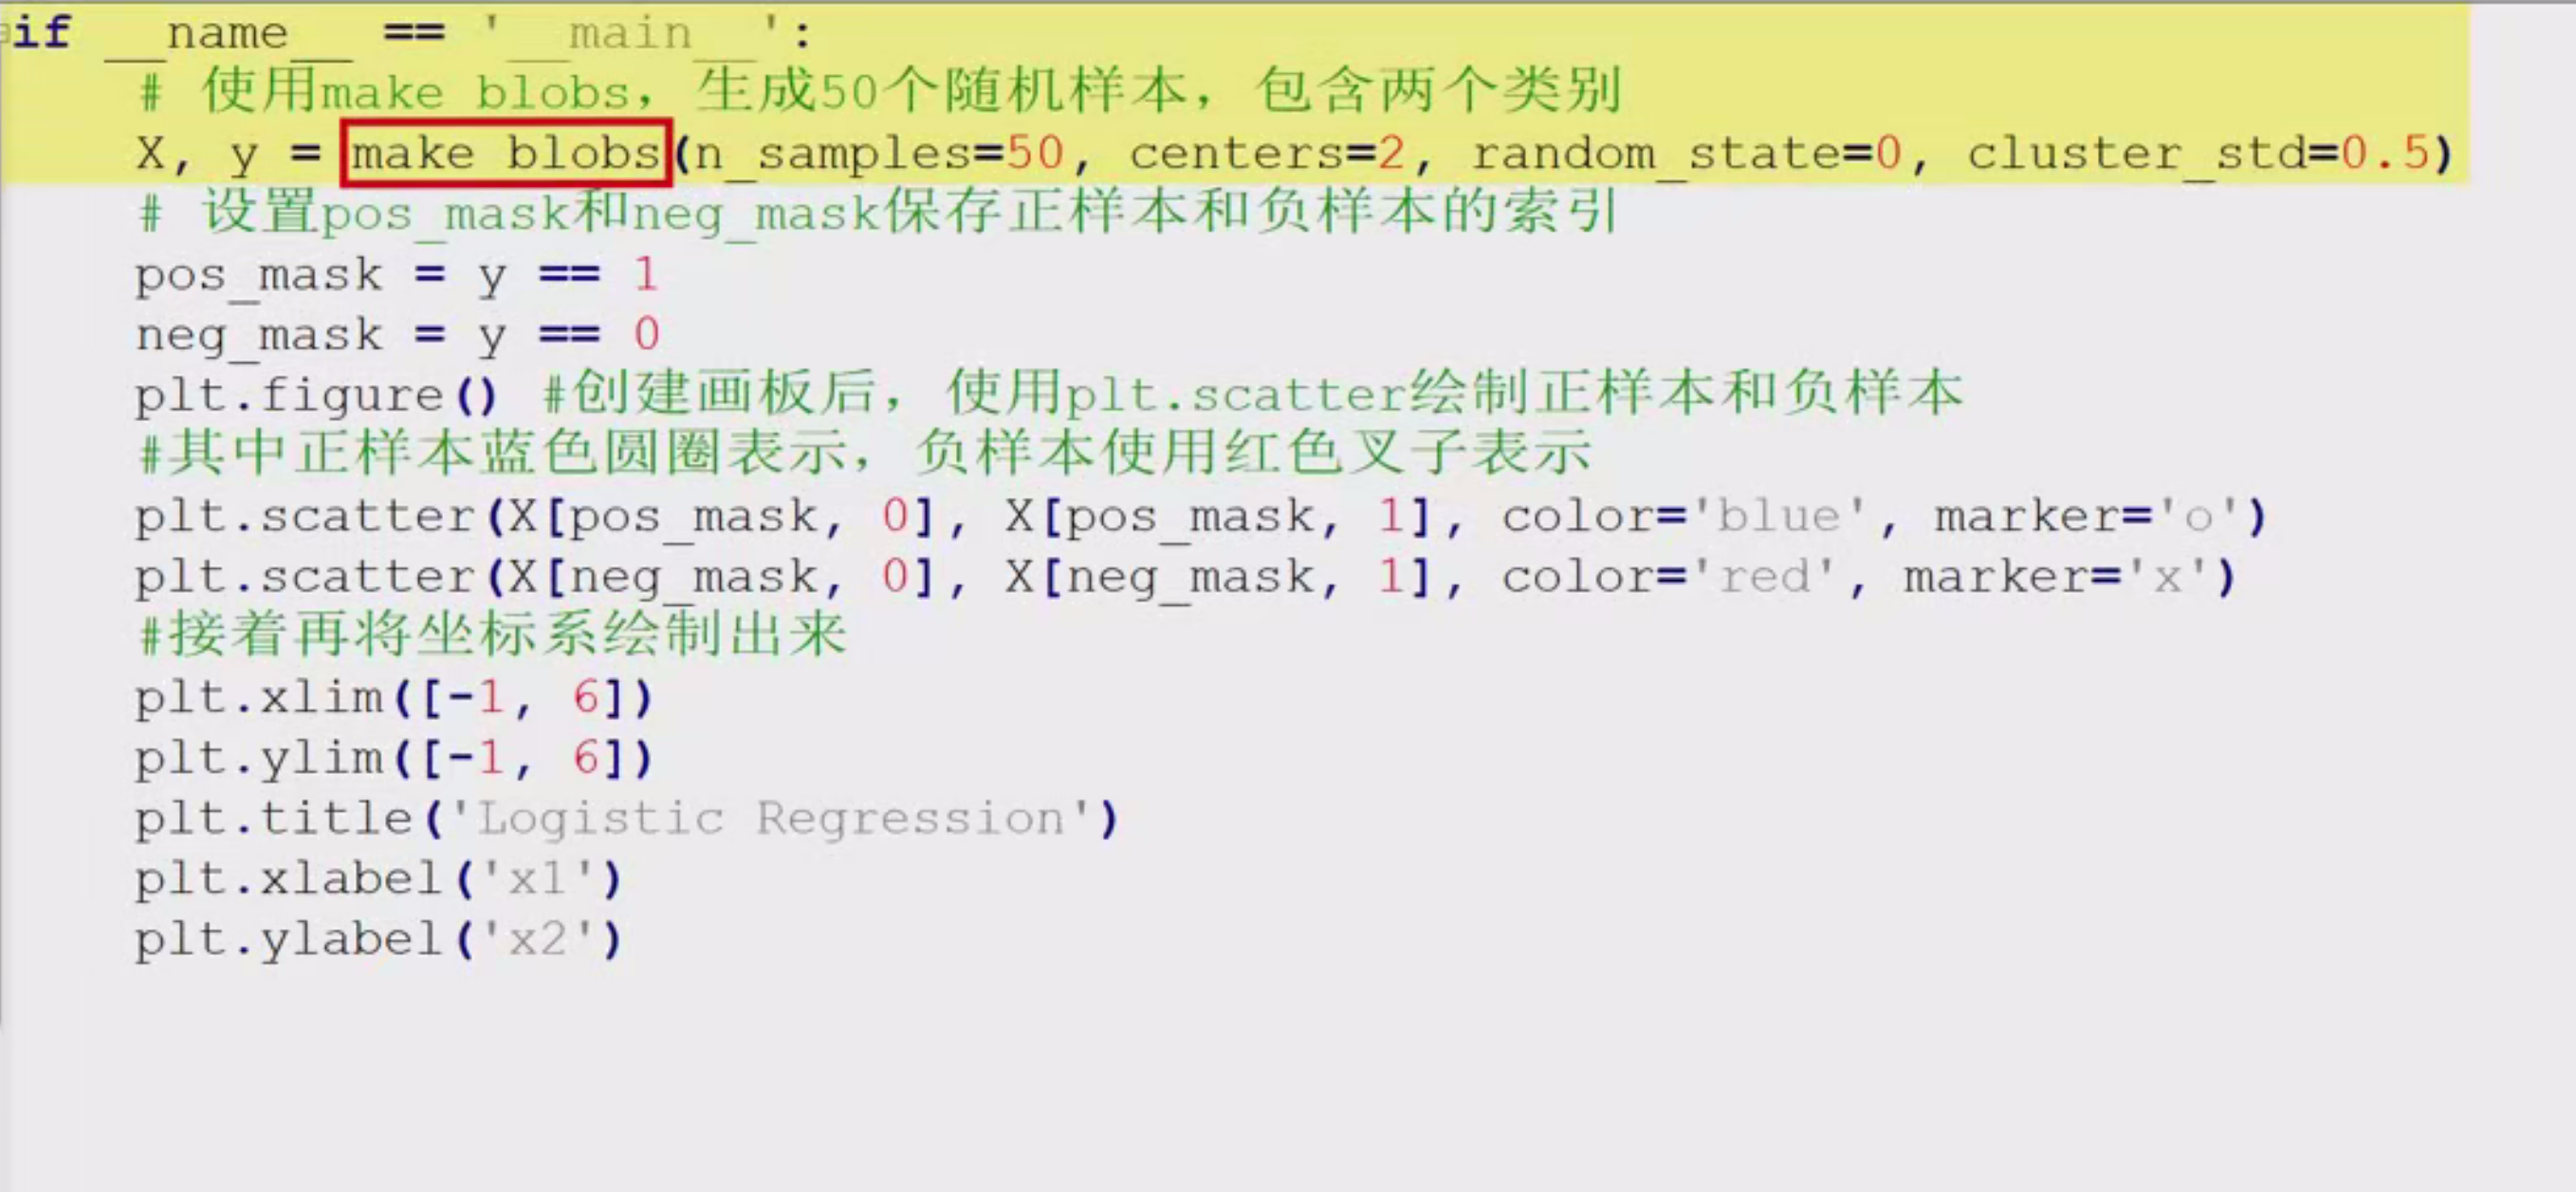 if __name__ == '__main__':
# 使用make blobs，生成50个随机样本，包含两个类别
X, y = make blobs(n_samples=50, centers=2, random_state=0, cluster_std=0.5)
# 设置pos_mask和neg_mask保存正样本和负样本的索引
pos_mask = y == 1
neg_mask = y == 0
plt.figure() #创建画板后，使用plt.scatter绘制正样本和负样本
#其中正样本蓝色圆圈表示，负样本使用红色叉子表示
plt.scatter(X[pos_mask, 0], X[pos_mask, 1], color='blue', marker='o')
plt.scatter(X[neg_mask, 0], X[neg_mask, 1], color='red', marker='x')
#接着再将坐标系绘制出来
plt.xlim([-1, 6])
plt.ylim([-1, 6])
plt.title('Logistic Regression')
plt.xlabel('x1')
plt.ylabel('x2')